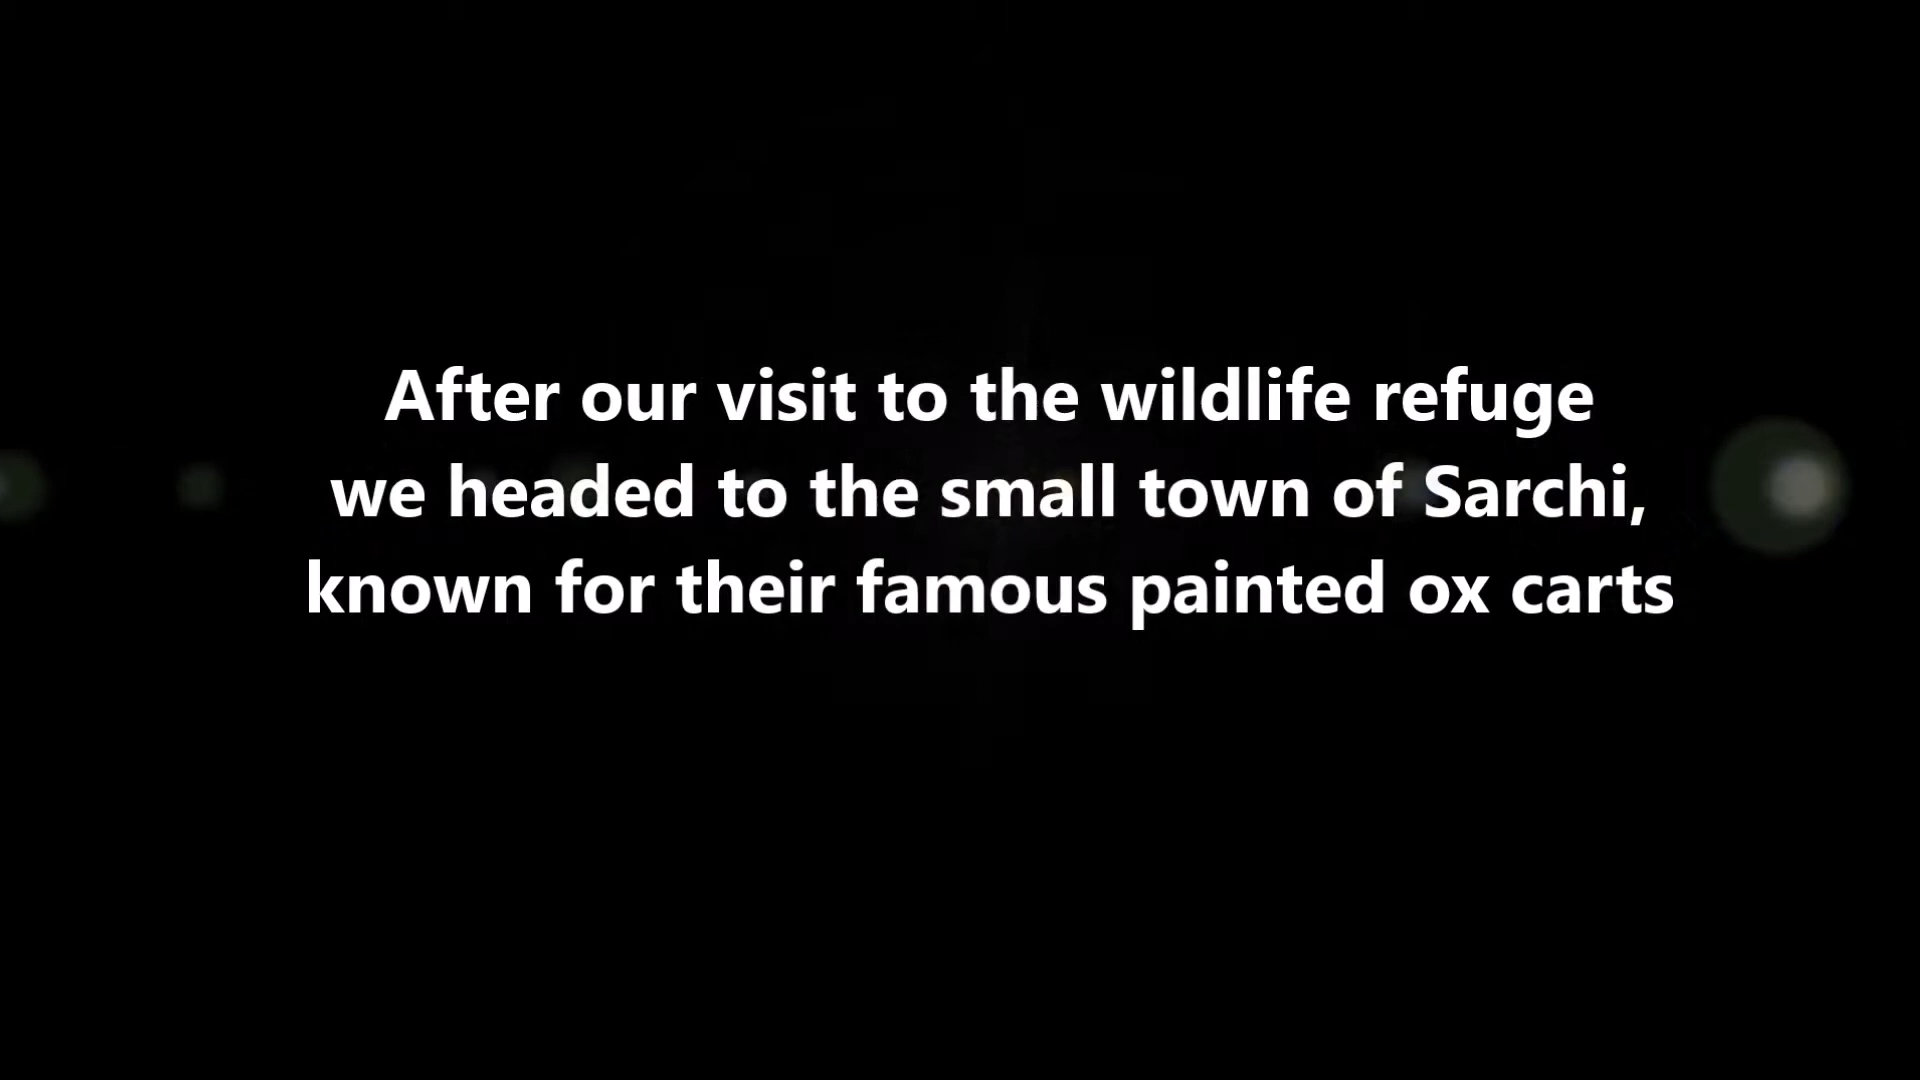 After our visit to the wildlife refuge
we headed to the small town of Sarchi,
known for their famous painted ox carts